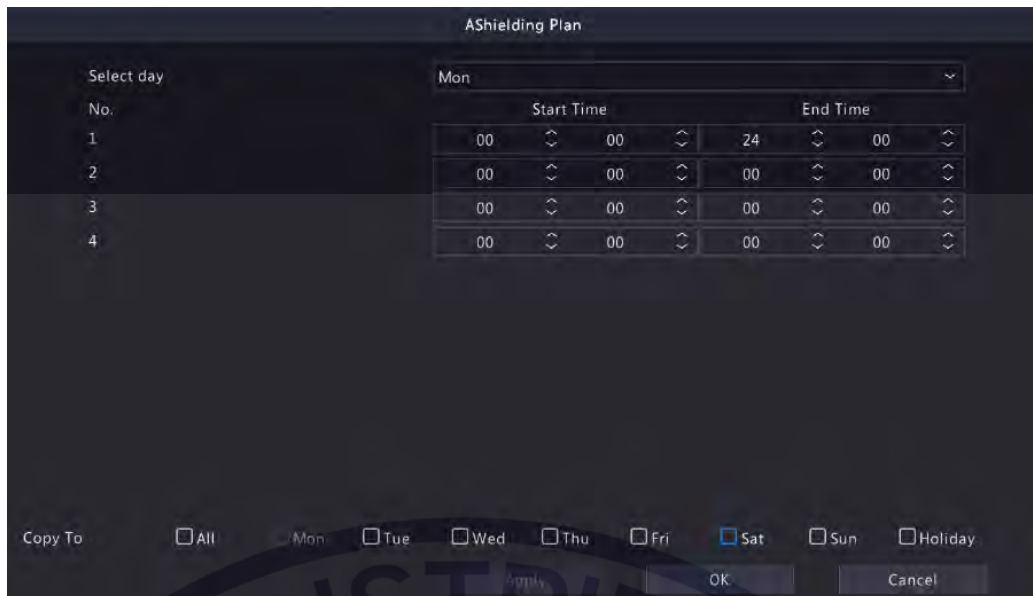 AShielding Plan
Select day Mon
No. Start Time End Time
1 00 00 24 00
2 00 00 00 00
3 00 00 00 00
4 00 00 00 00
Copy To All Mon Tue Wed Thu Fri Sat Sun Holiday
Apply OK Cancel